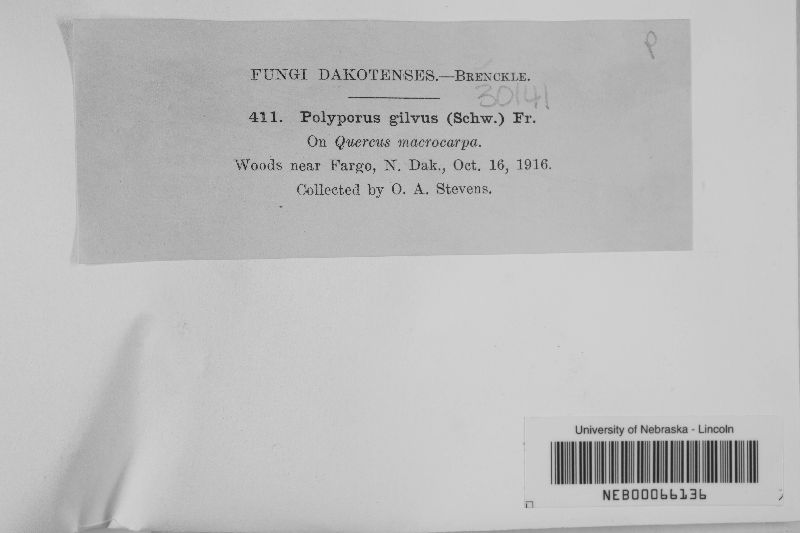 P
FUNGI DAKOTENSES.—BRENCKLE.
30141
411. Polyporus gilvus (Schw.) Fr.
On Quercus macrocarpa.
Woods near Fargo, N. Dak., Oct. 16, 1916.
Collected by O. A. Stevens.
University of Nebraska - Lincoln
NEB00066136